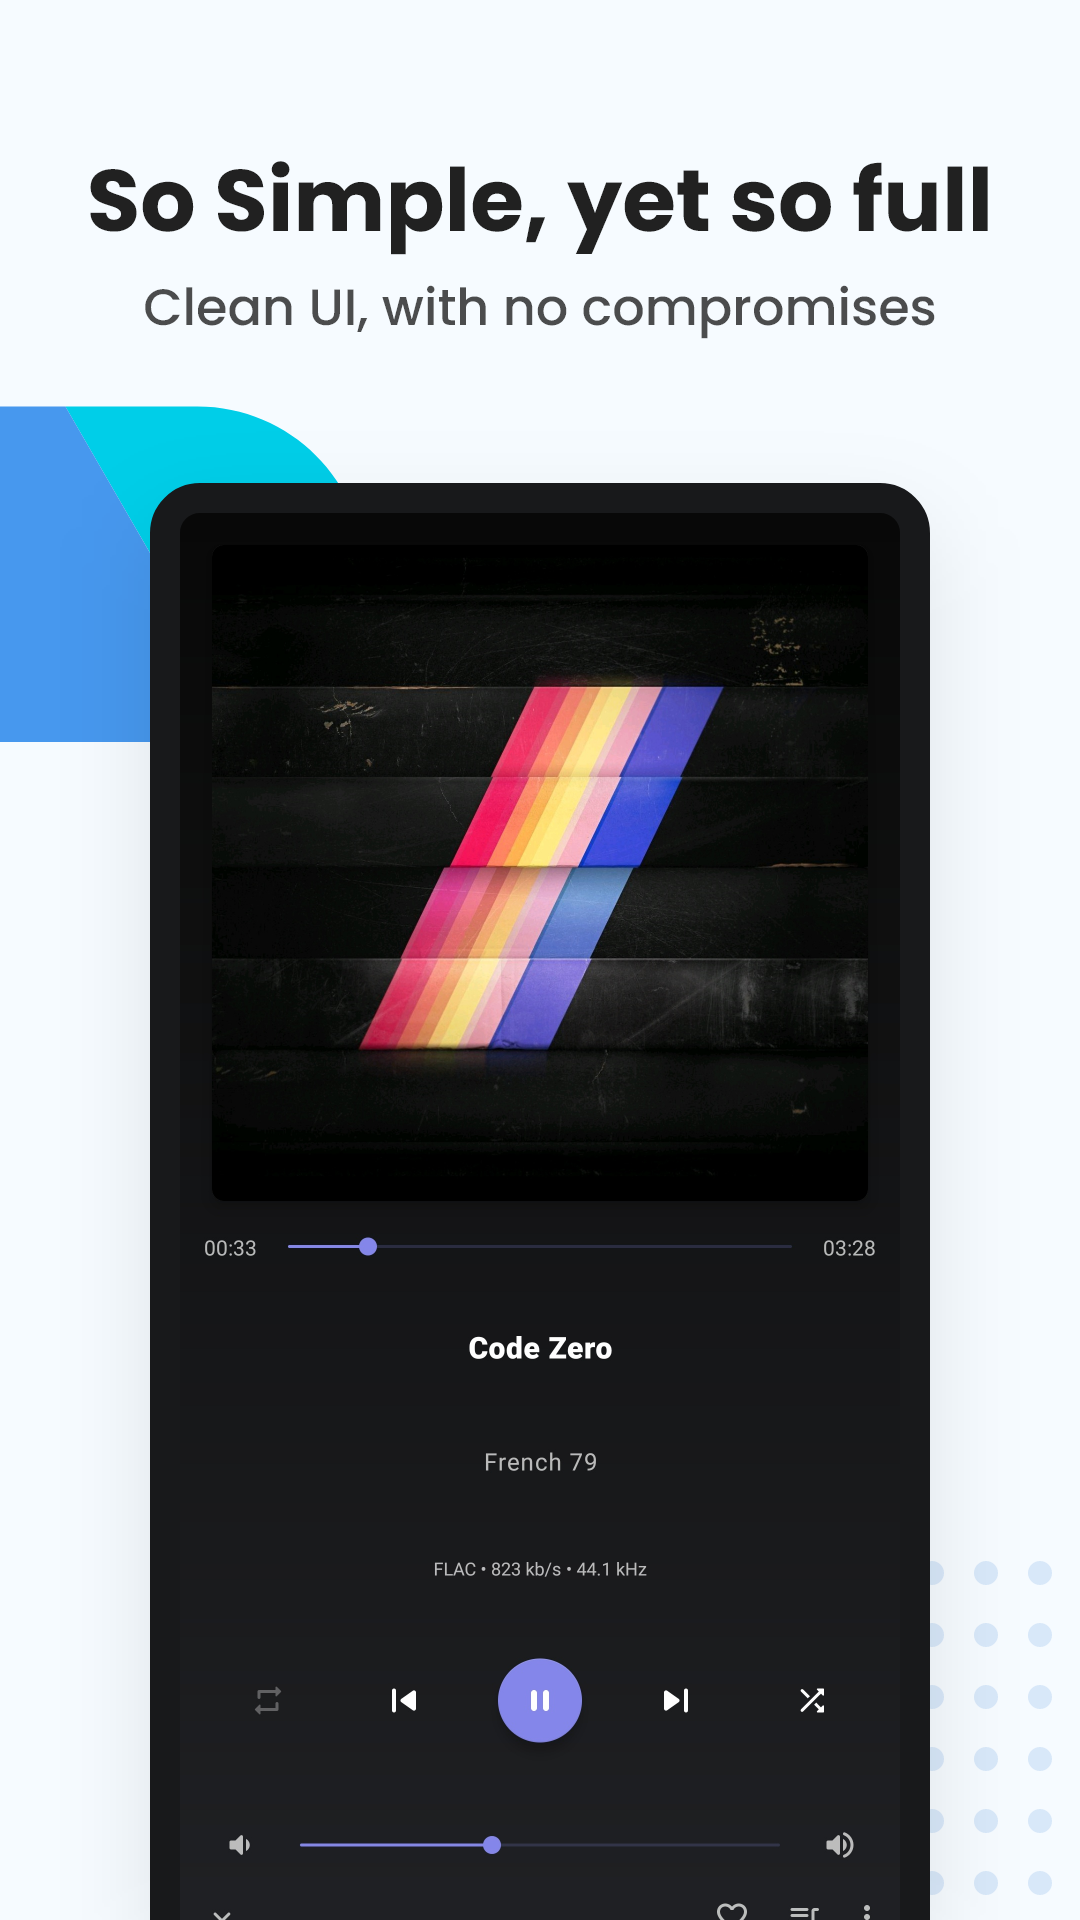 So Simple, yet so full
Clean UI, with no compromises
00:33
03:28
Code Zero
French 79
FLAC • 823 kb/s • 44.1 kHz